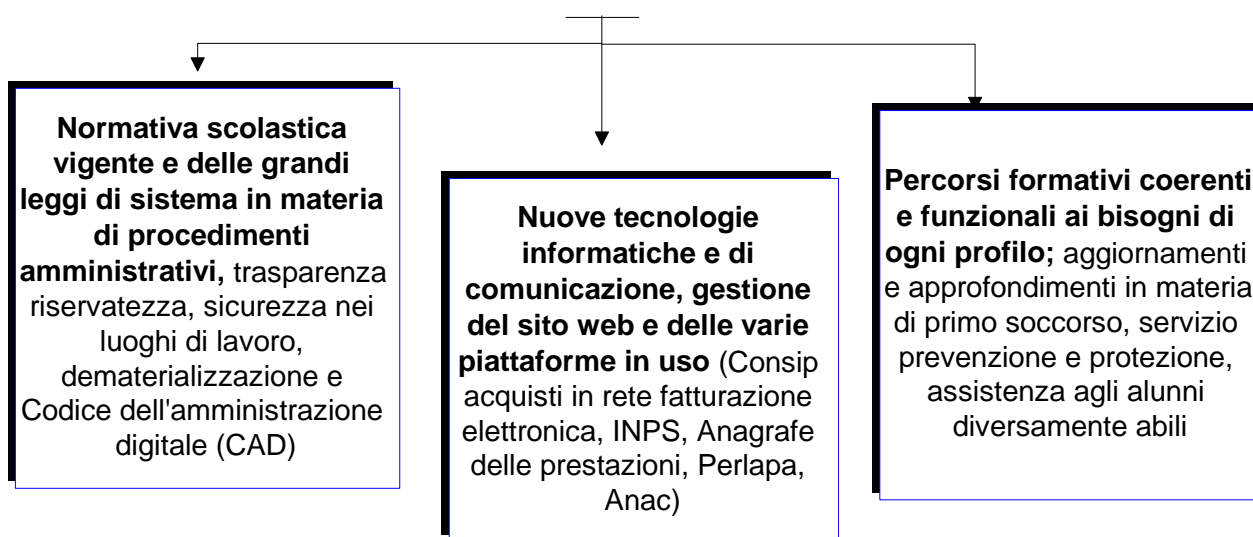 Normativa scolastica
vigente e delle grandi
leggi di sistema in materia
di procedimenti
amministrativi, trasparenza
riservatezza, sicurezza nei
luoghi di lavoro,
dematerializzazione e
Codice dell'amministrazione
digitale (CAD)
Nuove tecnologie
informatiche e di
comunicazione, gestione
del sito web e delle varie
piattaforme in uso (Consip
acquisti in rete fatturazione
elettronica, INPS, Anagrafe
delle prestazioni, Perlapa,
Anac)
Percorsi formativi coerenti
e funzionali ai bisogni di
ogni profilo; aggiornamenti
e approfondimenti in materia
di primo soccorso, servizio
prevenzione e protezione,
assistenza agli alunni
diversamente abili